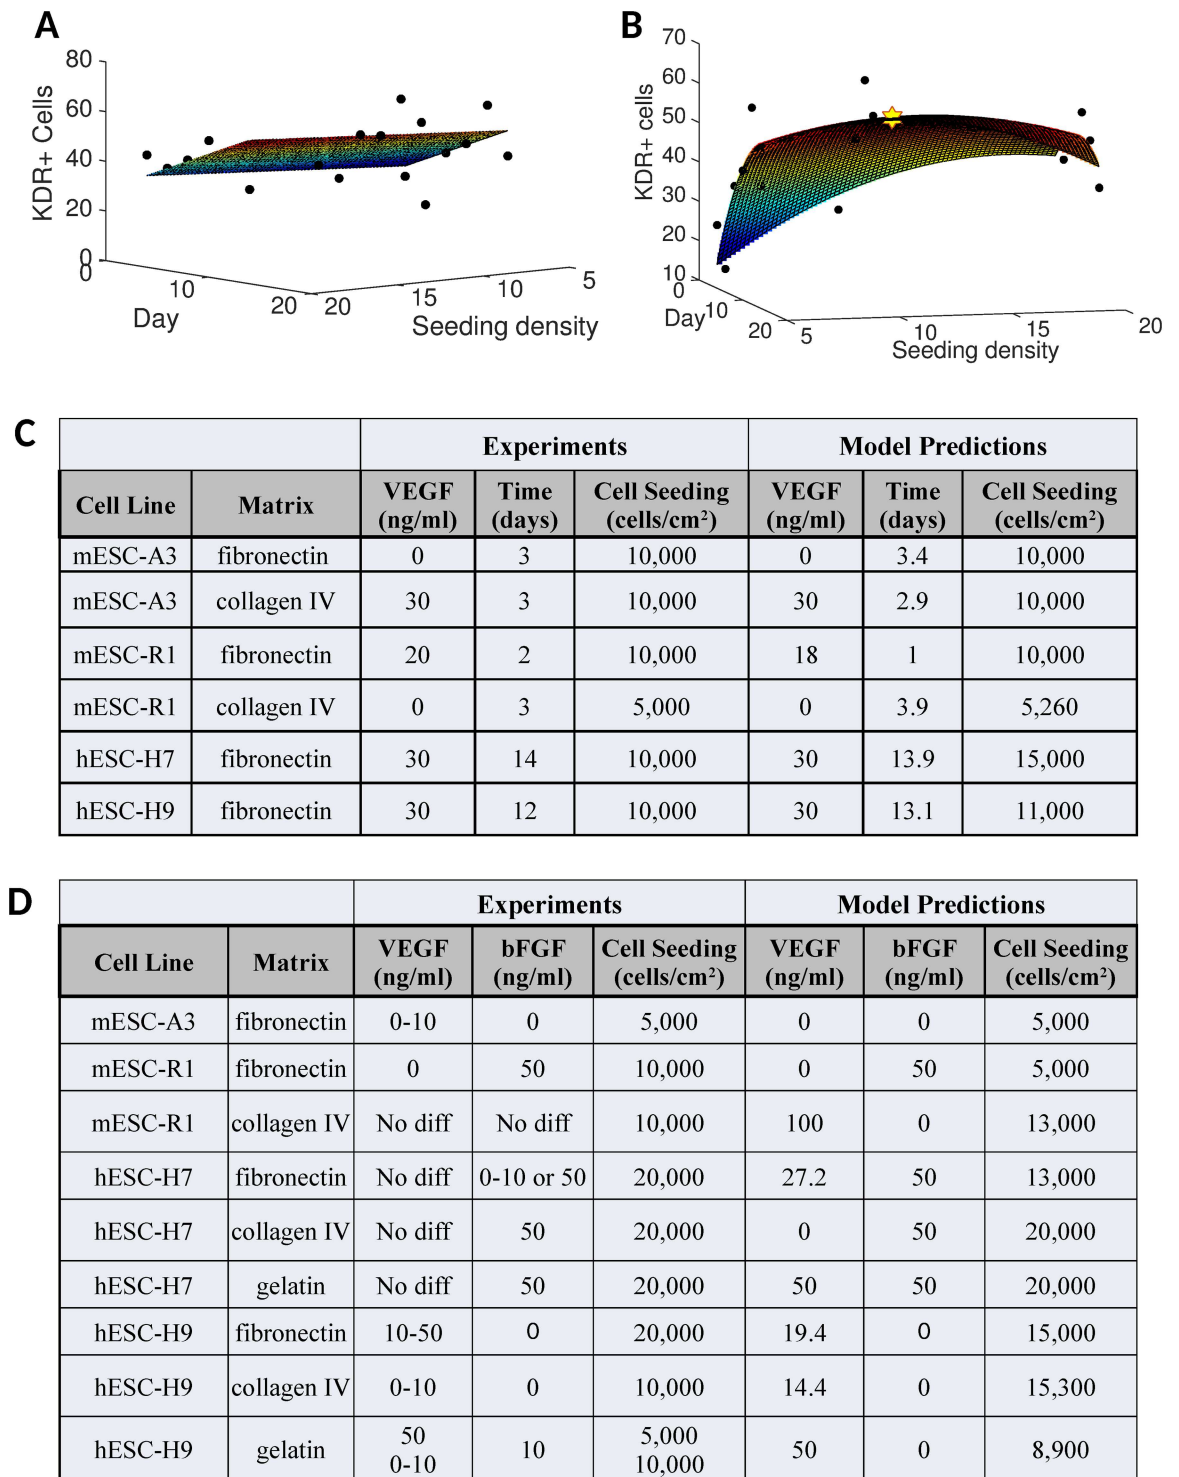 A
80
60
40
20
0
0
10
20
Day
KDR+ Cells
20
15
10
5
Seeding density
B
70
60
50
40
30
20
10
0
10
20
Day
KDR+ cells
5
10
15
20
Seeding density
C
Experiments Model Predictions
Cell Line Matrix VEGF (ng/ml) Time (days) Cell Seeding (cells/cm²) VEGF (ng/ml) Time (days) Cell Seeding (cells/cm²)
mESC-A3 fibronectin 0 3 10,000 0 3.4 10,000
mESC-A3 collagen IV 30 3 10,000 30 2.9 10,000
mESC-R1 fibronectin 20 2 10,000 18 1 10,000
mESC-R1 collagen IV 0 3 5,000 0 3.9 5,260
hESC-H7 fibronectin 30 14 10,000 30 13.9 15,000
hESC-H9 fibronectin 30 12 10,000 30 13.1 11,000
D
Experiments Model Predictions
Cell Line Matrix VEGF (ng/ml) bFGF (ng/ml) Cell Seeding (cells/cm²) VEGF (ng/ml) bFGF (ng/ml) Cell Seeding (cells/cm²)
mESC-A3 fibronectin 0-10 0 5,000 0 0 5,000
mESC-R1 fibronectin 0 50 10,000 0 50 5,000
mESC-R1 collagen IV No diff No diff 10,000 100 0 13,000
hESC-H7 fibronectin No diff 0-10 or 50 20,000 27.2 50 13,000
hESC-H7 collagen IV No diff 50 20,000 0 50 20,000
hESC-H7 gelatin No diff 50 20,000 50 50 20,000
hESC-H9 fibronectin 10-50 0 20,000 19.4 0 15,000
hESC-H9 collagen IV 0-10 0 10,000 14.4 0 15,300
hESC-H9 gelatin 50 0-10 10 5,000 10,000 50 0 8,900